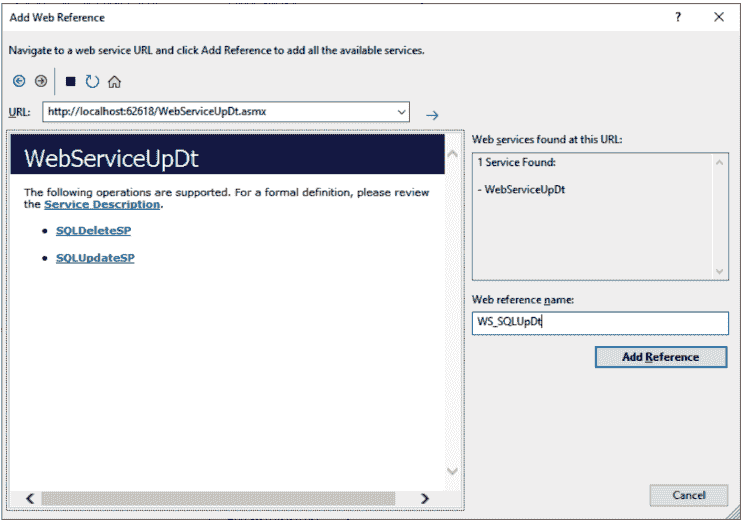 Add Web Reference
? X
Navigate to a web service URL and click Add Reference to add all the available services.
URL: http://localhost:62618/WebServiceUpDt.asmx
WebServiceUpDt
The following operations are supported. For a formal definition, please review
the Service Description.
• SQLDeleteSP
• SQLUpdateSP
Web services found at this URL:
1 Service Found:
- WebServiceUpDt
Web reference name:
WS_SQLUpDt
Add Reference
Cancel